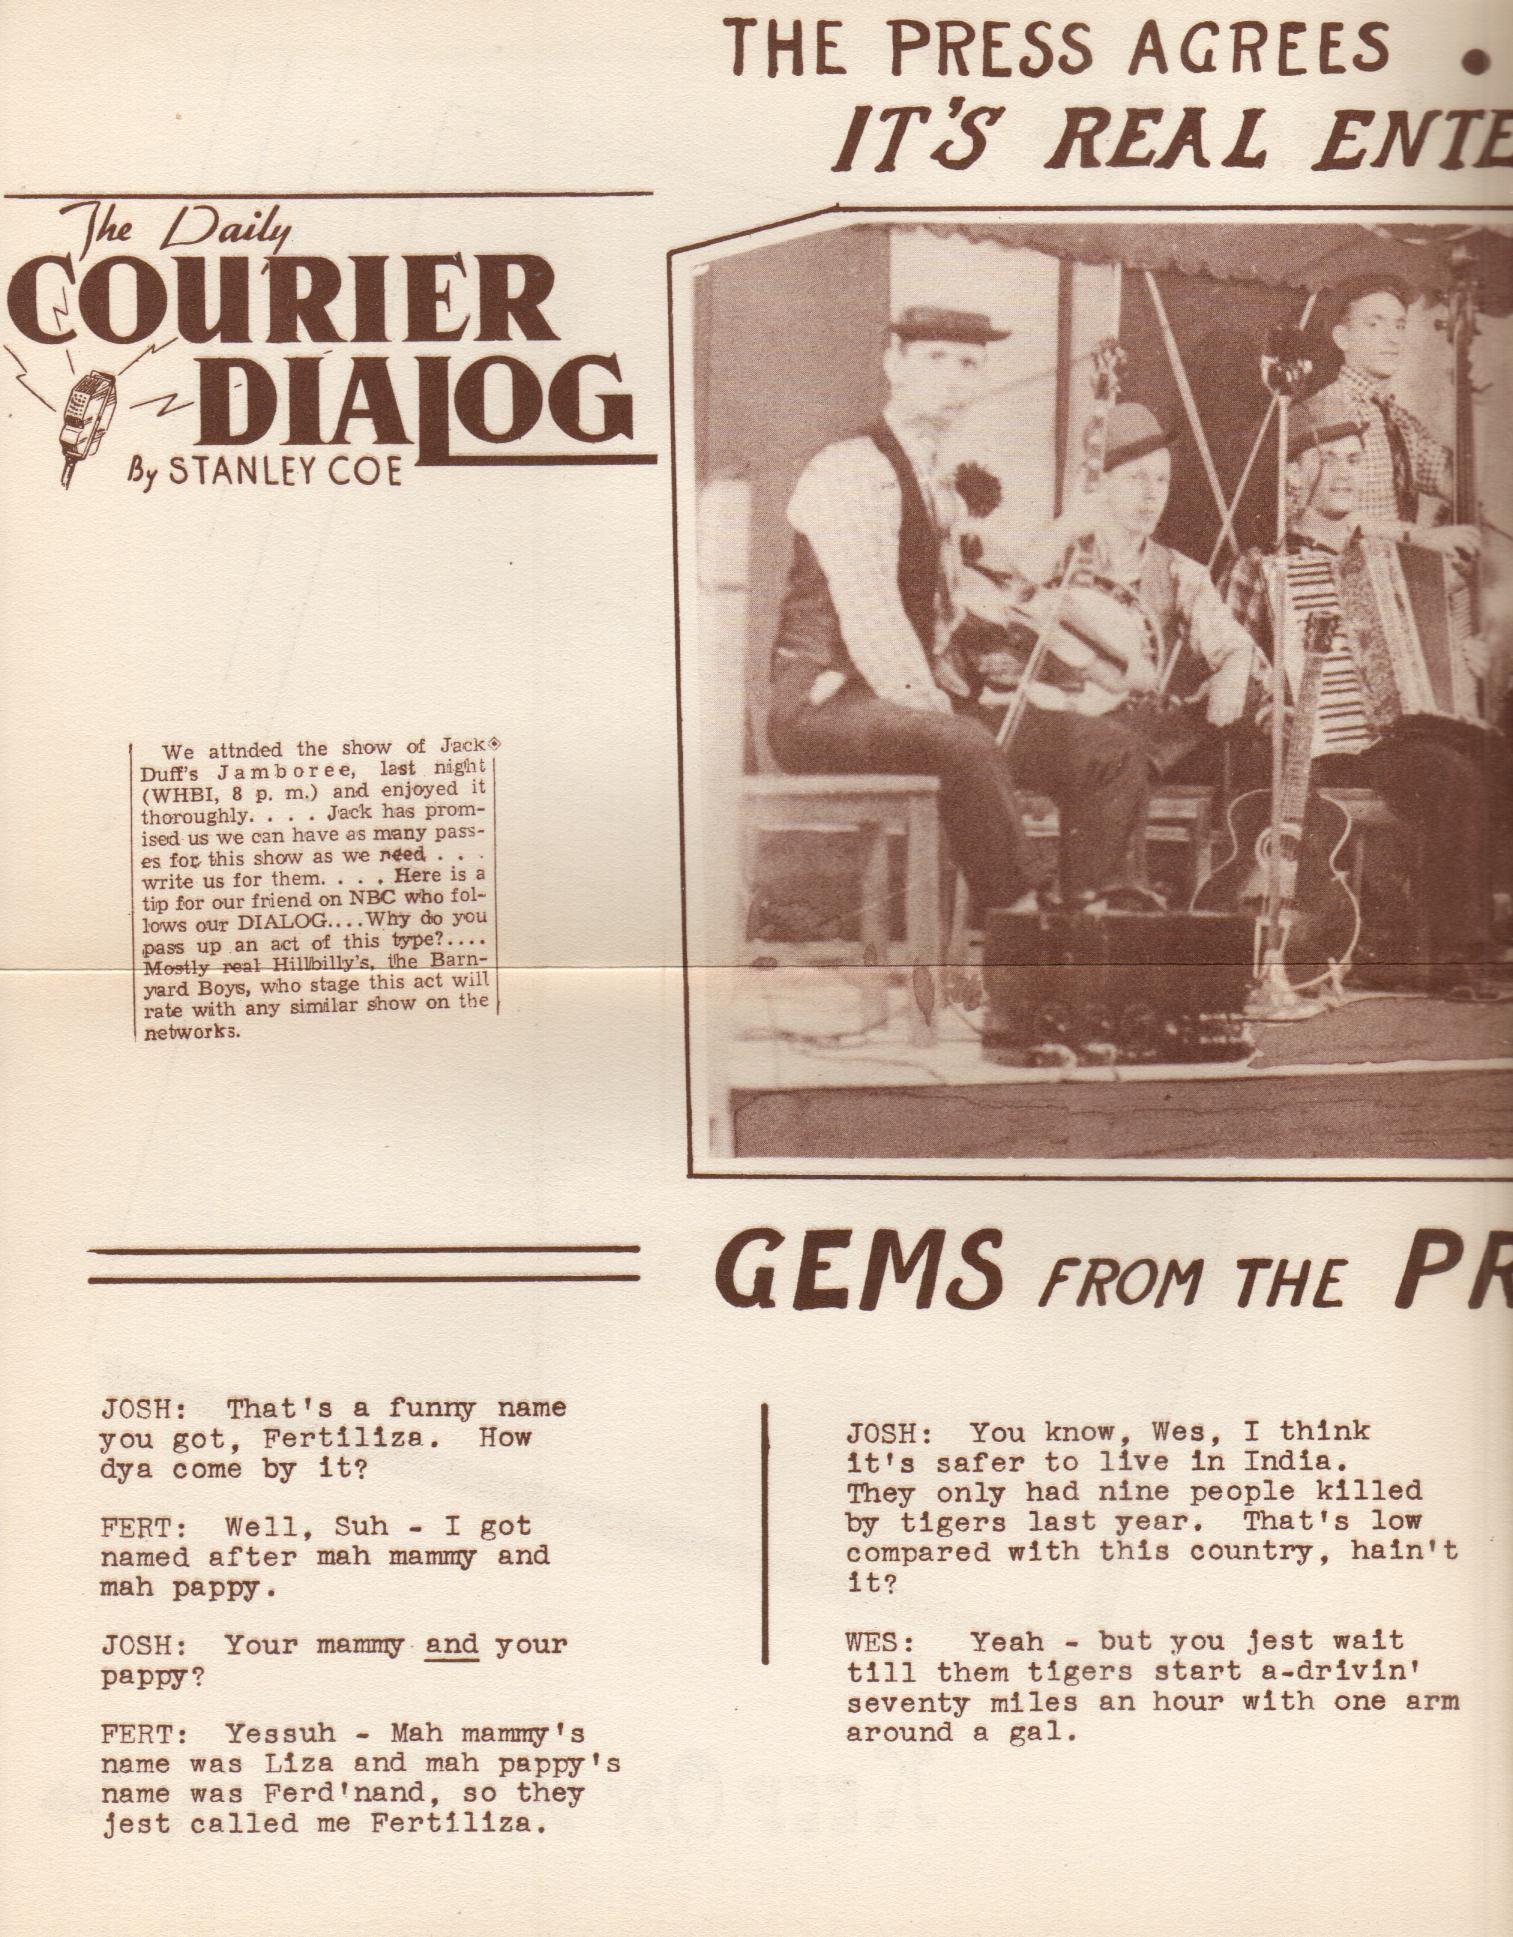 THE PRESS AGREES .
IT'S REAL ENTE
The Daily
COURIER
DIALOG
By STANLEY COE
We attnded the show of Jack
Duff's Jamboree, last night
(WHBI, 8 p. m.) and enjoyed it
thoroughly. . . . Jack has prom-
ised us we can have as many pass-
es for this show as we need . . .
write us for them. . . . Here is a
tip for our friend on NBC who fol-
lows our DIALOG....Why do you
pass up an act of this type?....
Mostly real Hillbilly's, the Barn-
yard Boys, who stage this act will
rate with any similar show on the
networks.
GEMS FROM THE PR
JOSH:  That's a funny name
you got, Fertiliza.  How
dya come by it?
FERT:  Well, Suh - I got
named after mah mammy and
mah pappy.
JOSH:  Your mammy and your
pappy?
FERT:  Yessuh - Mah mammy's
name was Liza and mah pappy's
name was Ferd'nand, so they
jest called me Fertiliza.
JOSH:  You know, Wes, I think
it's safer to live in India.
They only had nine people killed
by tigers last year.  That's low
compared with this country, hain't
it?
WES:   Yeah - but you jest wait
till them tigers start a-drivin'
seventy miles an hour with one arm
around a gal.